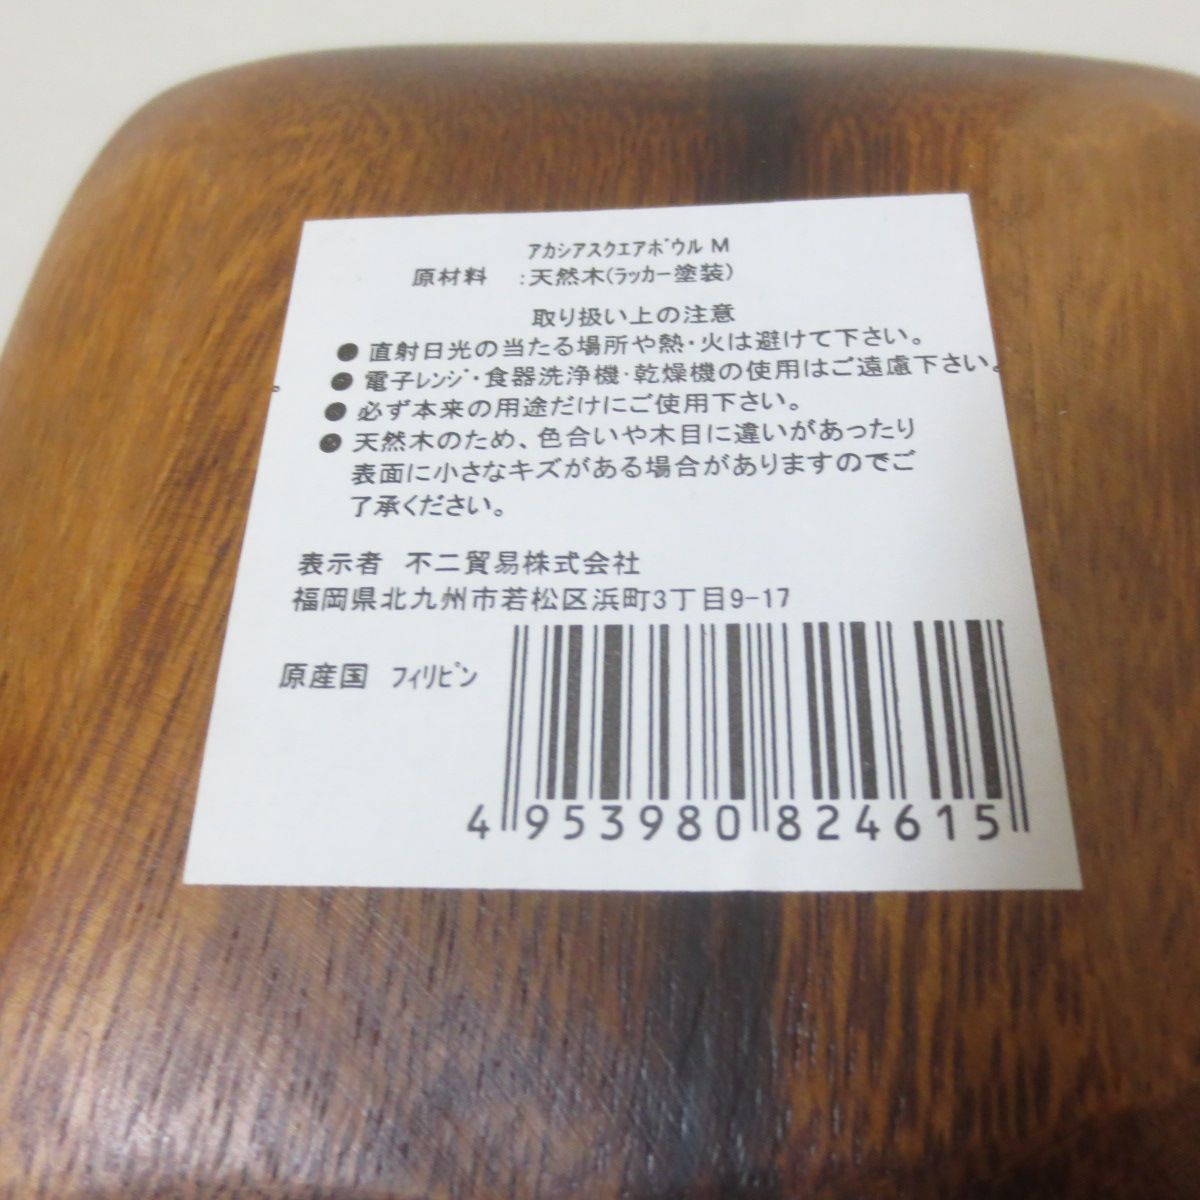 アカシアスクエアボウル M
原材料 :天然木(ラッカー塗装)
取り扱い上の注意
● 直射日光の当たる場所や熱・火は避けて下さい。
● 電子レンジ・食器洗浄機・乾燥機の使用はご遠慮下さい。
● 必ず本来の用途だけにご使用下さい。
● 天然木のため、色合いや木目に違いがあったり
表面に小さなキズがある場合がありますのでご
了承ください。
表示者 不二貿易株式会社
福岡県北九州市若松区浜町3丁目9-17
原産国 フィリピン
4 953980 824615